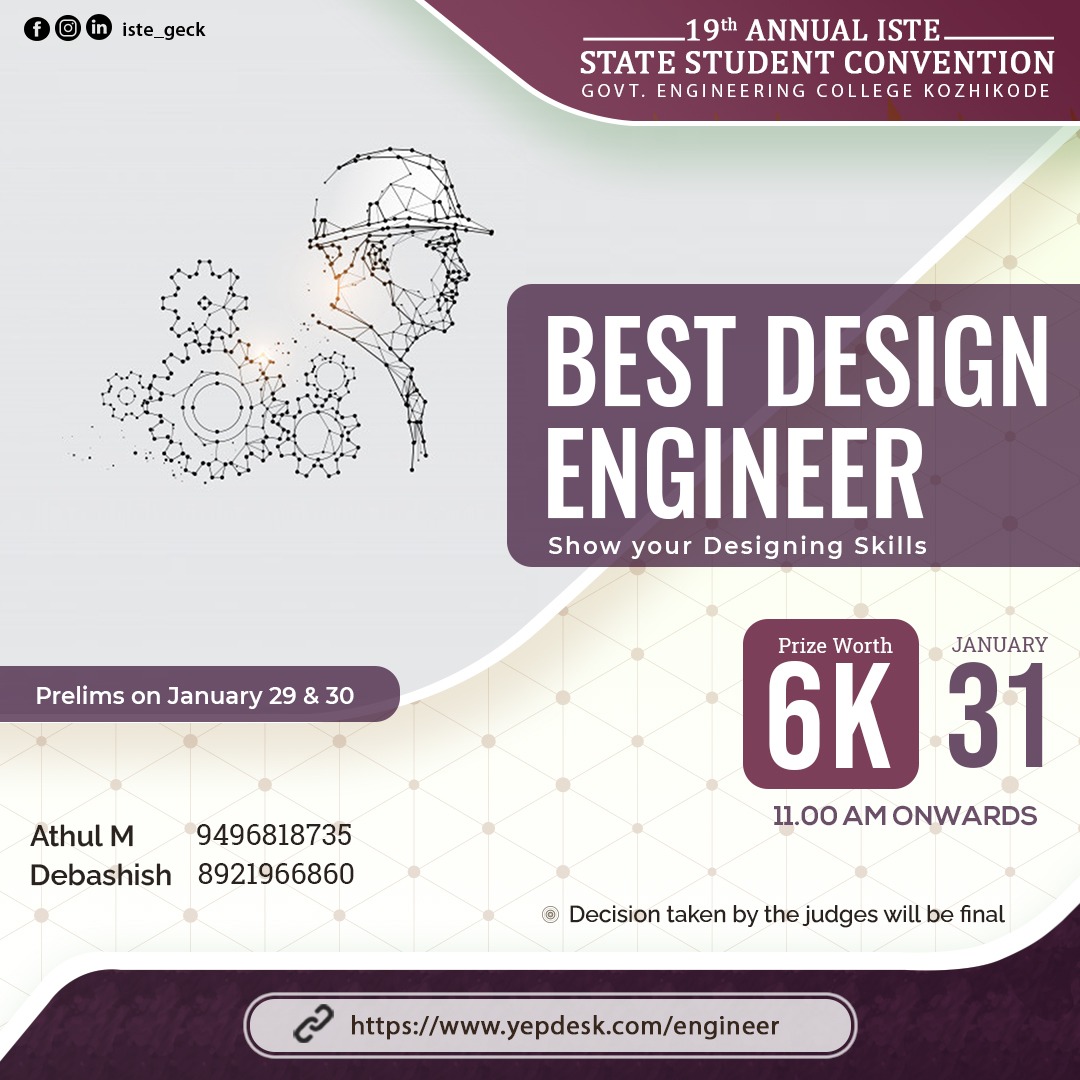 iste_geck
19th ANNUAL ISTE
STATE STUDENT CONVENTION
GOVT. ENGINEERING COLLEGE KOZHIKODE
BEST DESIGN
ENGINEER
Show your Designing Skills
Prize Worth
6K
JANUARY
31
11.00 AM ONWARDS
Prelims on January 29 & 30
Athul M 9496818735
Debashish 8921966860
Decision taken by the judges will be final
https://www.yepdesk.com/engineer